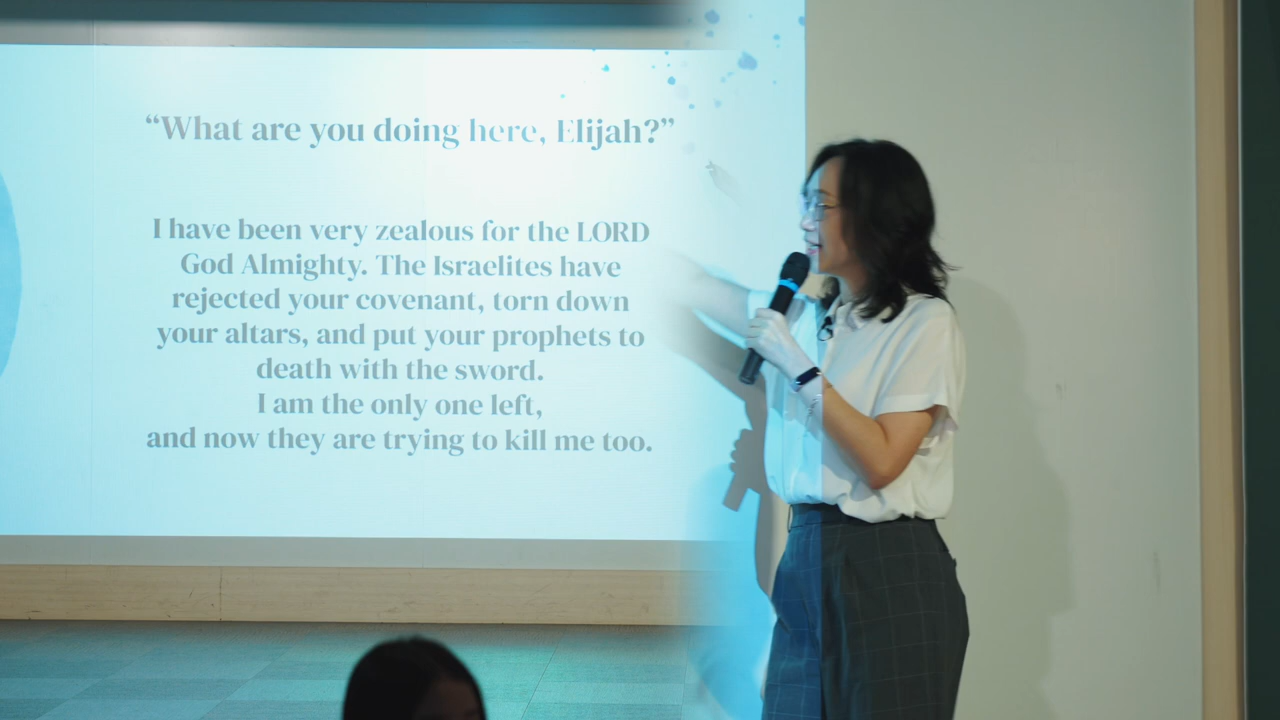 “What are you doing here, Elijah?”
I have been very zealous for the LORD
God Almighty. The Israelites have
rejected your covenant, torn down
your altars, and put your prophets to
death with the sword.
I am the only one left,
and now they are trying to kill me too.